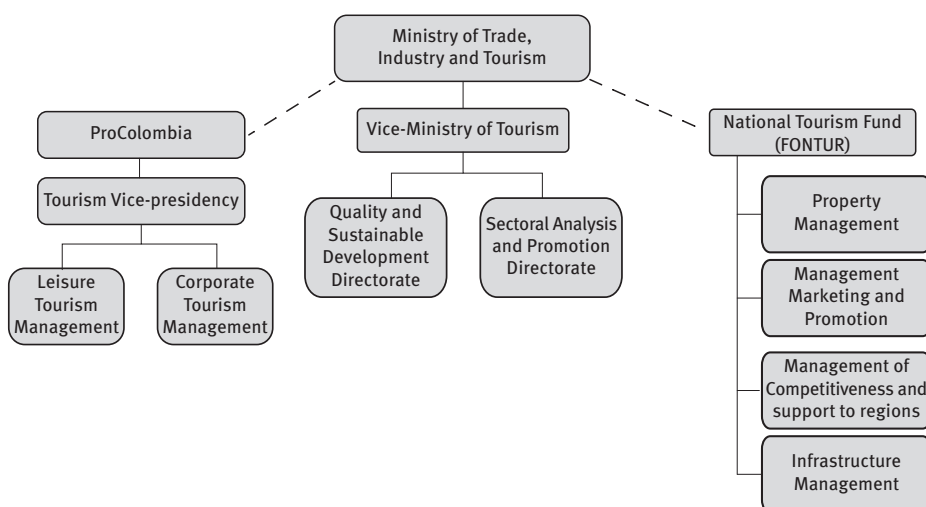 Ministry of Trade,
Industry and Tourism
ProColombia
Vice-Ministry of Tourism
National Tourism Fund
(FONTUR)
Tourism Vice-presidency
Quality and
Sustainable
Development
Directorate
Sectoral Analysis
and Promotion
Directorate
Property
Management
Leisure
Tourism
Management
Corporate
Tourism
Management
Management
Marketing and
Promotion
Management of
Competitiveness and
support to regions
Infrastructure
Management